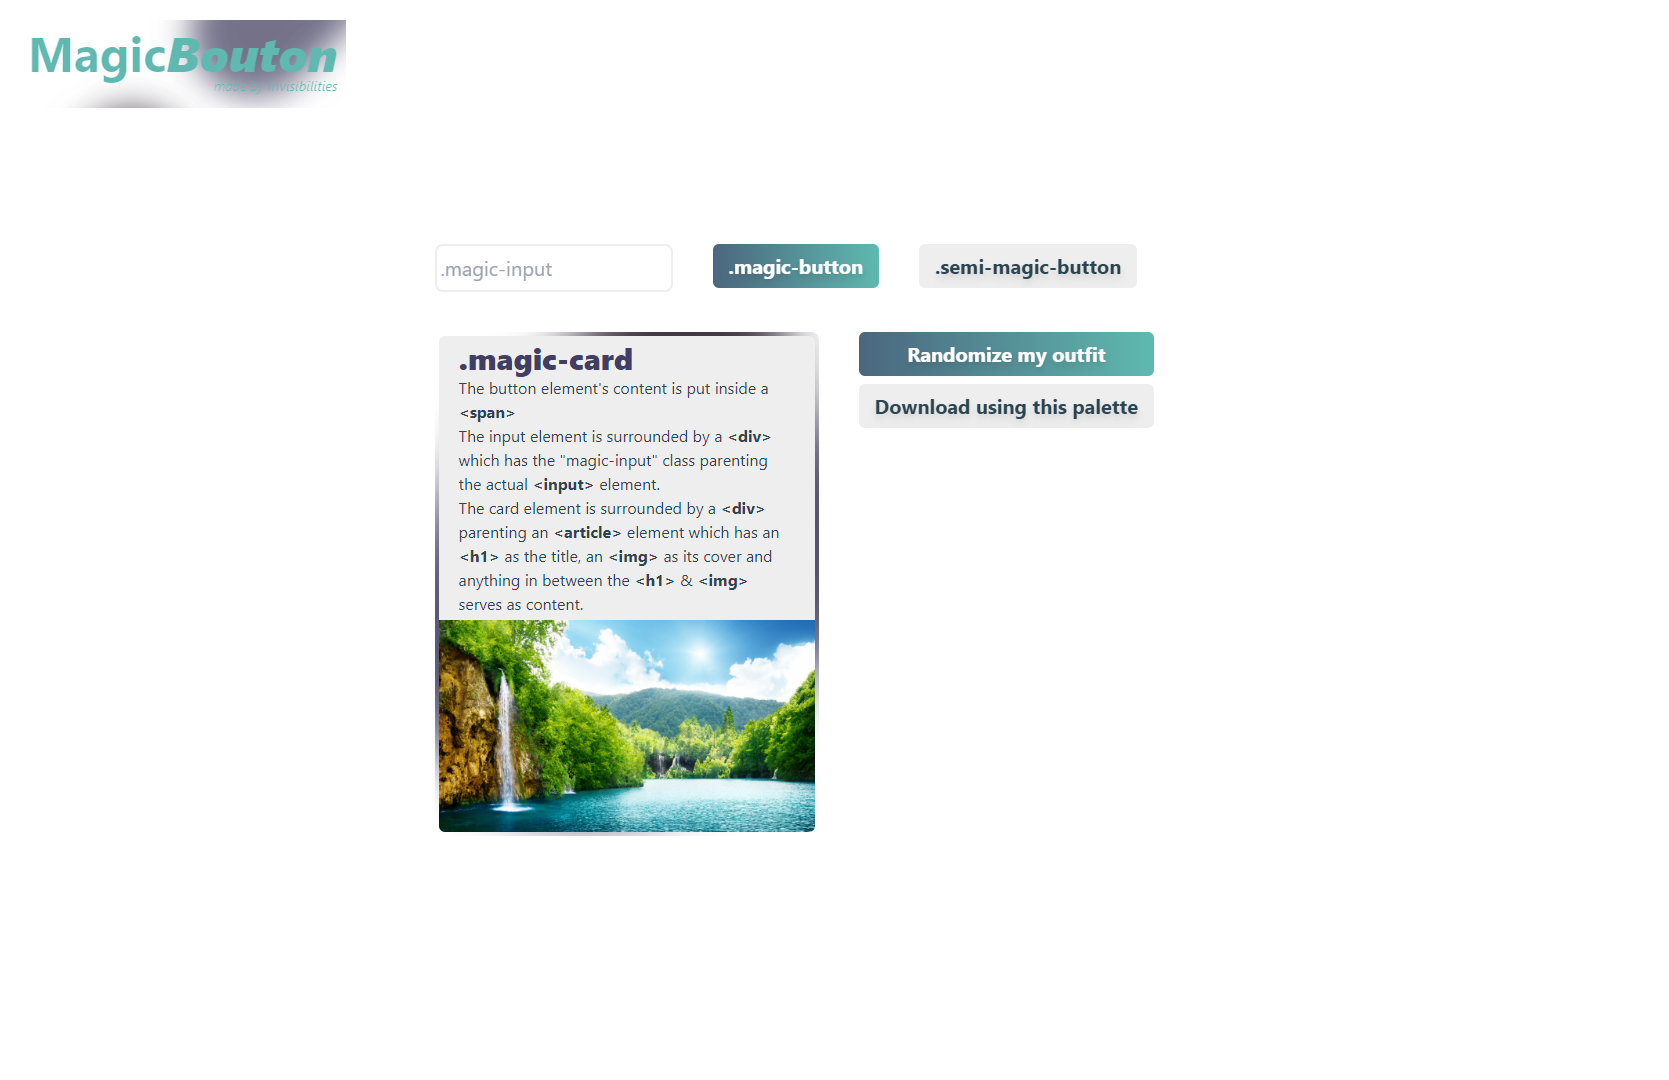 MagicBouton
made by invisibilities
.magic-input
.magic-button
.semi-magic-button
.magic-card
The button element's content is put inside a
<span>
The input element is surrounded by a <div>
which has the "magic-input" class parenting
the actual <input> element.
The card element is surrounded by a <div>
parenting an <article> element which has an
<h1> as the title, an <img> as its cover and
anything in between the <h1> & <img>
serves as content.
Randomize my outfit
Download using this palette